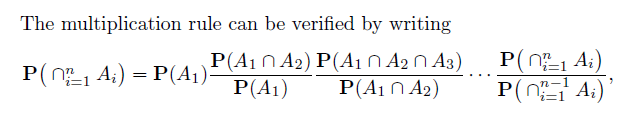 The multiplication rule can be verified by writing
P(∩ⁿᵢ₌₁ Aᵢ) = P(A₁) P(A₁ ∩ A₂)/P(A₁) P(A₁ ∩ A₂ ∩ A₃)/P(A₁ ∩ A₂) ··· P(∩ⁿᵢ₌₁ Aᵢ)/P(∩ⁿ⁻¹ᵢ₌₁ Aᵢ),